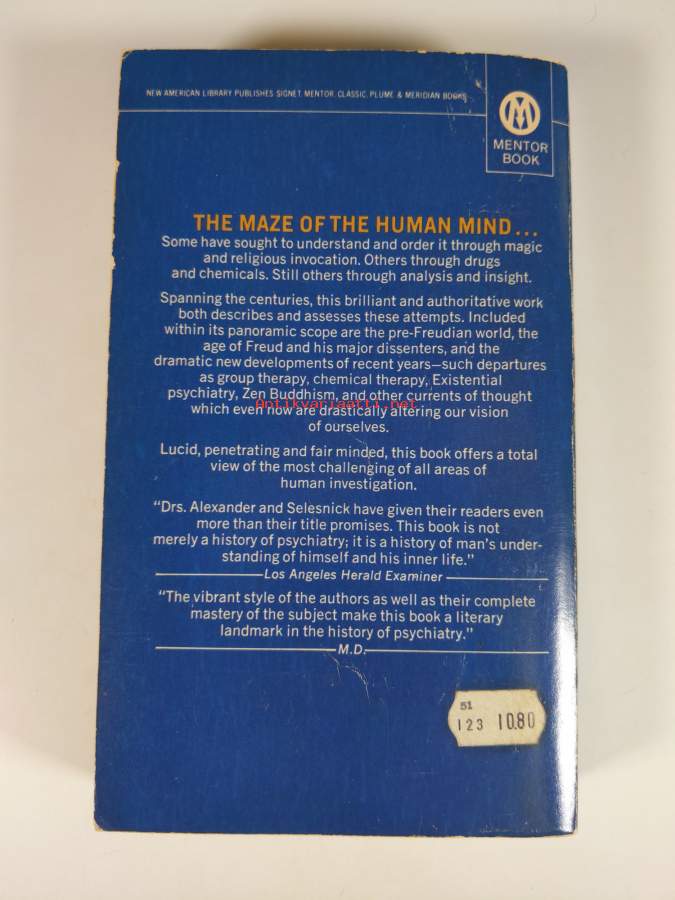 NEW AMERICAN LIBRARY PUBLISHES SIGNET, MENTOR, CLASSIC, PLUME & MERIDIAN BOOKS
MENTOR
BOOK
THE MAZE OF THE HUMAN MIND...
Some have sought to understand and order it through magic
and religious invocation. Others through drugs
and chemicals. Still others through analysis and insight.
Spanning the centuries, this brilliant and authoritative work
both describes and assesses these attempts. Included
within its panoramic scope are the pre-Freudian world, the
age of Freud and his major dissenters, and the
dramatic new developments of recent years—such departures
as group therapy, chemical therapy, Existential
psychiatry, Zen Buddhism, and other currents of thought
Antikvariaatti.net
which even now are drastically altering our vision
of ourselves.
Lucid, penetrating and fair minded, this book offers a total
view of the most challenging of all areas of
human investigation.
"Drs. Alexander and Selesnick have given their readers even
more than their title promises. This book is not
merely a history of psychiatry; it is a history of man's under-
standing of himself and his inner life."
Los Angeles Herald Examiner
"The vibrant style of the authors as well as their complete
mastery of the subject make this book a literary
landmark in the history of psychiatry."
M.D.
51
123 10.80